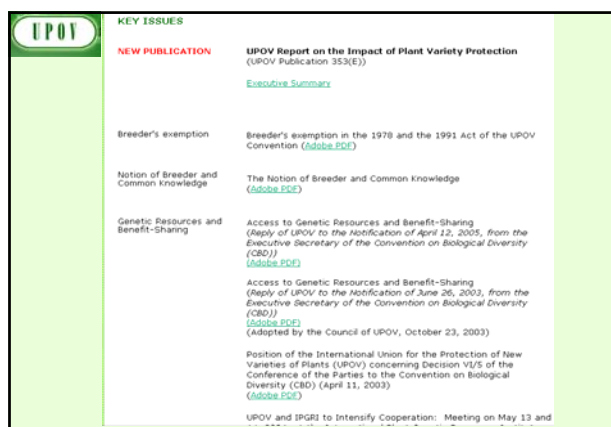 UPOV
KEY ISSUES
NEW PUBLICATION
UPOV Report on the Impact of Plant Variety Protection
(UPOV Publication 353(E))
Executive Summary
Breeder's exemption
Breeder's exemption in the 1978 and the 1991 Act of the UPOV
Convention (Adobe PDF)
Notion of Breeder and
Common Knowledge
The Notion of Breeder and Common Knowledge
(Adobe PDF)
Genetic Resources and
Benefit-Sharing
Access to Genetic Resources and Benefit-Sharing
(Reply of UPOV to the Notification of April 12, 2005, from the
Executive Secretary of the Convention on Biological Diversity
(CBD))
(Adobe PDF)
Access to Genetic Resources and Benefit-Sharing
(Reply of UPOV to the Notification of June 26, 2003, from the
Executive Secretary of the Convention on Biological Diversity
(CBD))
(Adobe PDF)
(Adopted by the Council of UPOV, October 23, 2003)
Position of the International Union for the Protection of New
Varieties of Plants (UPOV) concerning Decision VI/5 of the
Conference of the Parties to the Convention on Biological
Diversity (CBD) (April 11, 2003)
(Adobe PDF)
UPOV and IPGRI to Intensify Cooperation: Meeting on May 13 and